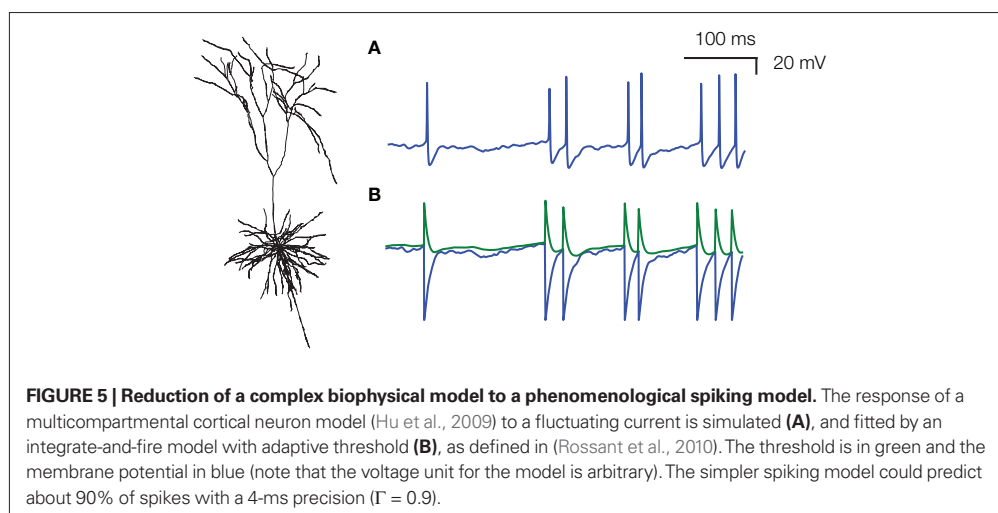 A
100 ms
20 mV
B
FIGURE 5 | Reduction of a complex biophysical model to a phenomenological spiking model. The response of a
multicompartmental cortical neuron model (Hu et al., 2009) to a fluctuating current is simulated (A), and fitted by an
integrate-and-fire model with adaptive threshold (B), as defined in (Rossant et al., 2010). The threshold is in green and the
membrane potential in blue (note that the voltage unit for the model is arbitrary). The simpler spiking model could predict
about 90% of spikes with a 4-ms precision (Γ = 0.9).